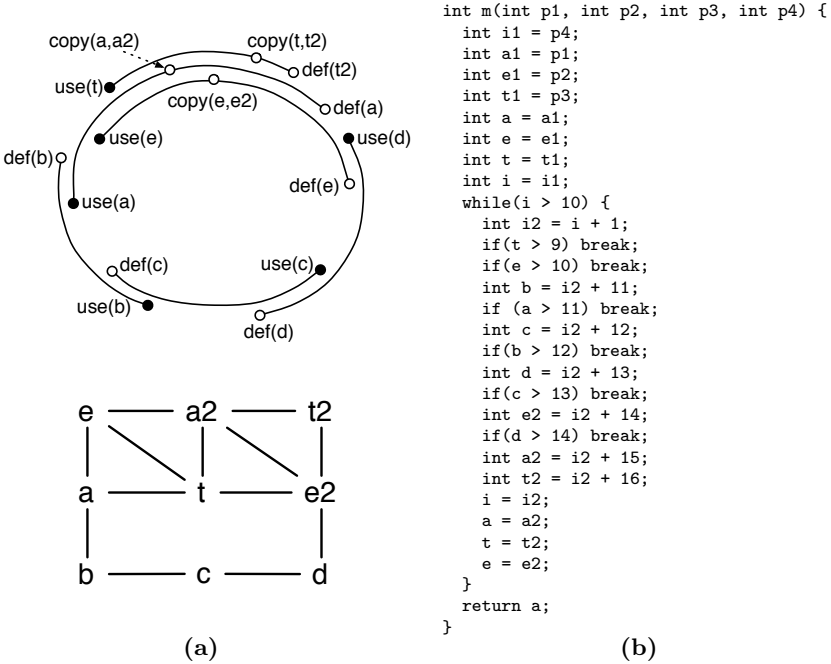 copy(a,a2)
copy(t,t2)
def(t2)
use(t)
copy(e,e2)
def(a)
use(e)
use(d)
def(b)
def(e)
use(a)
def(c)
use(c)
use(b)
def(d)
e a2 t2
a t e2
b c d
(a)
int m(int p1, int p2, int p3, int p4) {
int i1 = p4;
int a1 = p1;
int e1 = p2;
int t1 = p3;
int a = a1;
int e = e1;
int t = t1;
int i = i1;
while(i > 10) {
int i2 = i + 1;
if(t > 9) break;
if(e > 10) break;
int b = i2 + 11;
if (a > 11) break;
int c = i2 + 12;
if(b > 12) break;
int d = i2 + 13;
if(c > 13) break;
int e2 = i2 + 14;
if(d > 14) break;
int a2 = i2 + 15;
int t2 = i2 + 16;
i = i2;
a = a2;
t = t2;
e = e2;
}
return a;
}
(b)